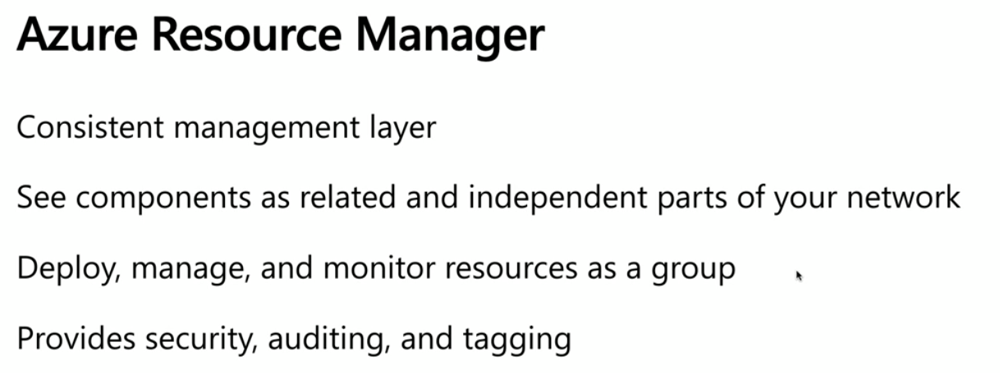 Azure Resource Manager
Consistent management layer
See components as related and independent parts of your network
Deploy, manage, and monitor resources as a group
Provides security, auditing, and tagging